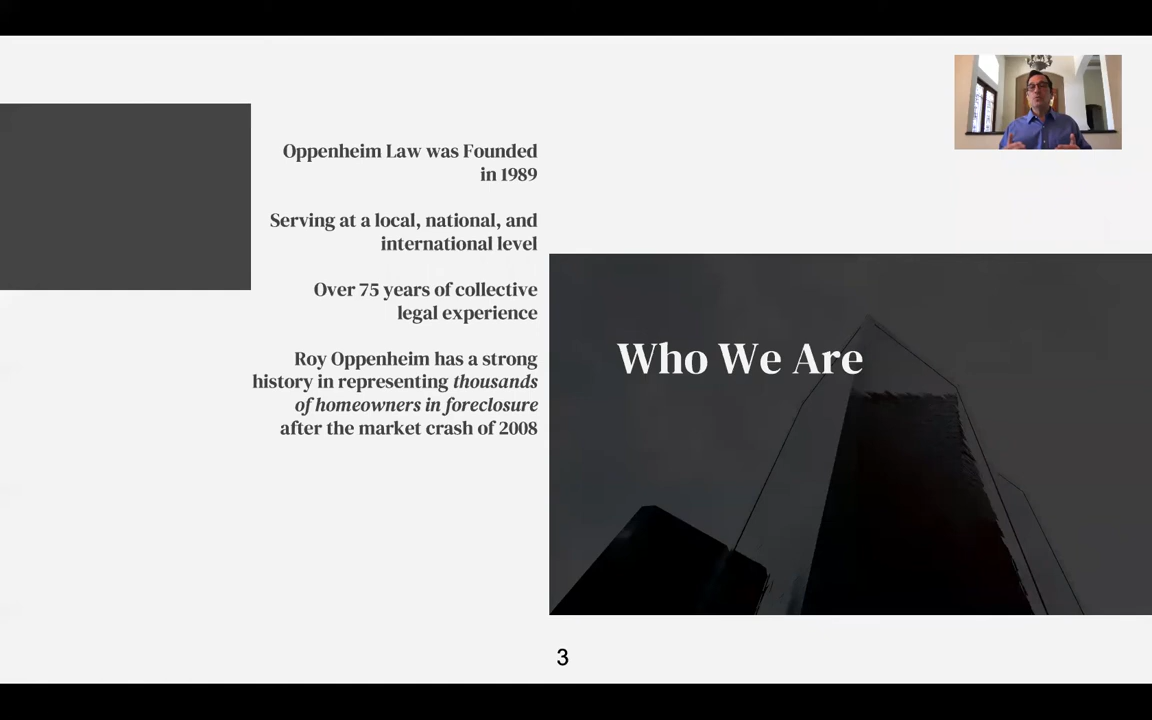 Oppenheim Law was Founded
in 1989
Serving at a local, national, and
international level
Over 75 years of collective
legal experience
Roy Oppenheim has a strong
history in representing thousands
of homeowners in foreclosure
after the market crash of 2008
Who We Are
3